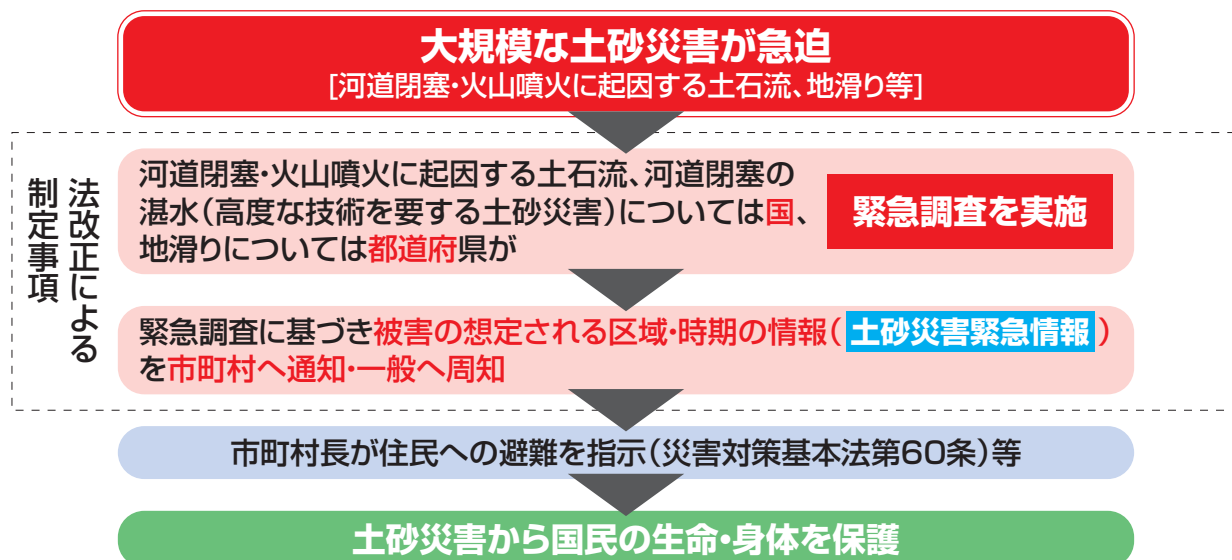 大規模な土砂災害が急迫
[河道閉塞・火山噴火に起因する土石流、地滑り等]
法改正による
制定事項
河道閉塞・火山噴火に起因する土石流、河道閉塞の
湛水(高度な技術を要する土砂災害)については国、
地滑りについては都道府県が
緊急調査を実施
緊急調査に基づき被害の想定される区域・時期の情報(土砂災害緊急情報)
を市町村へ通知・一般へ周知
市町村長が住民への避難を指示(災害対策基本法第60条)等
土砂災害から国民の生命・身体を保護